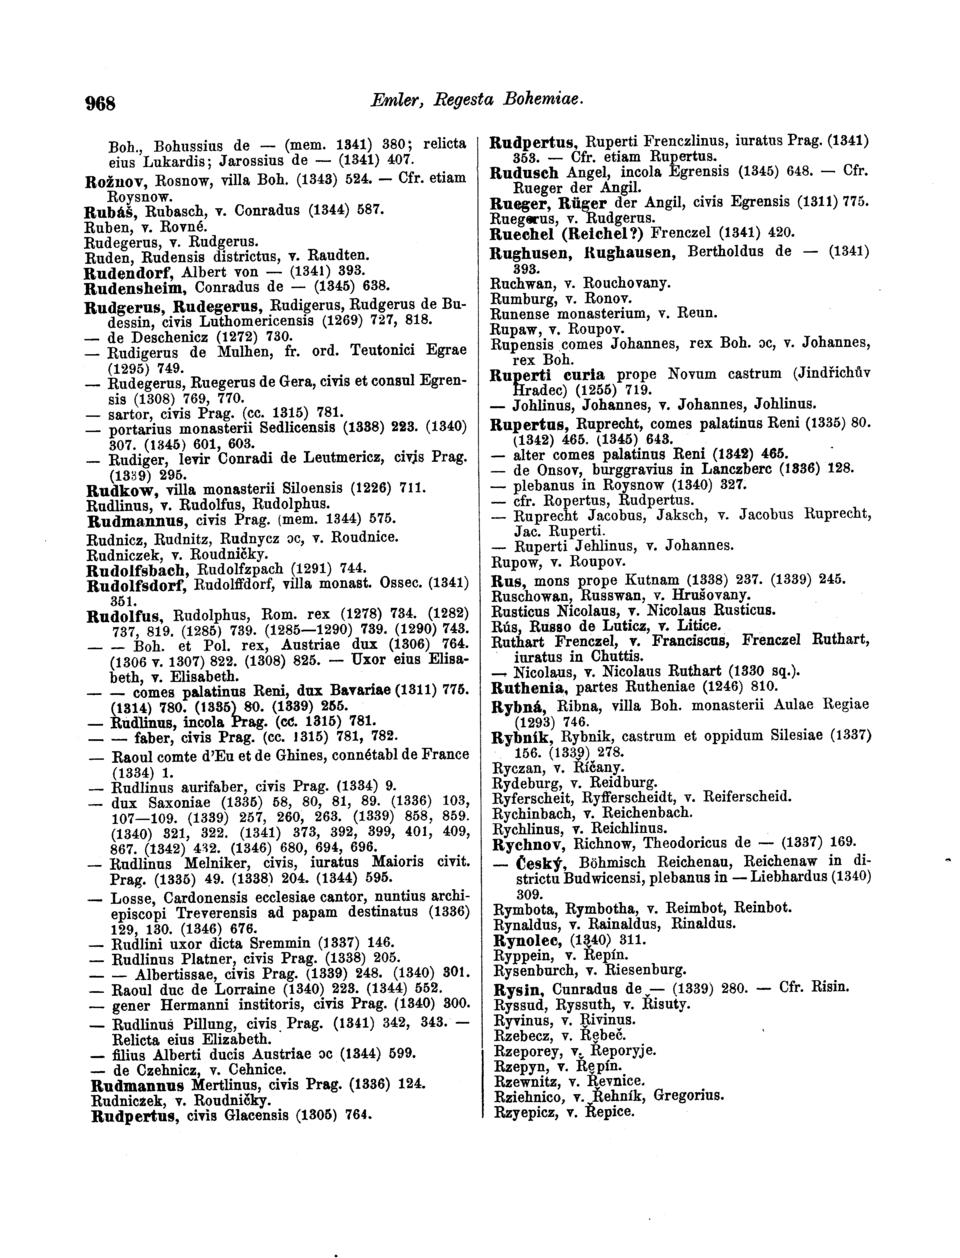 968
Emler, Regesta Bohemiae.
Boh., Bohussius de — (mem. 1341) 380; relicta
eius Lukardis; Jarossius de — (1341) 407.
Rožnov, Rosnow, villa Boh. (1343) 524. — Cfr. etiam
Roysnow.
Rubáš, Rubasch, v. Conradus (1344) 587.
Ruben, v. Rovné.
Rudegerus, v. Rudgerus.
Ruden, Rudensis districtus, v. Raudten.
Rudendorf, Albert von — (1341) 393.
Rudensheim, Conradus de — (1345) 638.
Rudgerus, Rudegerus, Rudigerus, Rudgerus de Bu-
dessin, civis Luthomericensis (1269) 727, 818.
— de Deschenicz (1272) 730.
— Rudigerus de Mulhen, fr. ord. Teutonici Egrae
(1295) 749.
— Rudegerus, Ruegerus de Gera, civis et consul Egren-
sis (1308) 769, 770.
— sartor, civis Prag. (cc. 1315) 781.
— portarius monasterii Sedlicensis (1338) 223. (1340)
307. (1345) 601, 603.
— Rudiger, levir Conradi de Leutmericz, civis Prag.
(1339) 295.
Rudkow, villa monasterii Siloensis (1226) 711.
Rudlinus, v. Rudolfus, Rudolphus.
Rudmannus, civis Prag. (mem. 1344) 575.
Rudnicz, Rudnitz, Rudnycz ɔc, v. Roudnice.
Rudniczek, v. Roudničky.
Rudolfsbach, Rudolfzpach (1291) 744.
Rudolfsdorf, Rudolffdorf, villa monast. Ossec. (1341)
351.
Rudolfus, Rudolphus, Rom. rex (1278) 734. (1282)
737, 819. (1285) 739. (1285—1290) 739. (1290) 743.
— — Boh. et Pol. rex, Austriae dux (1306) 764.
(1306 v. 1307) 822. (1308) 825. — Uxor eius Elisa-
beth, v. Elisabeth.
— — comes palatinus Reni, dux Bavariae (1311) 775.
(1314) 780. (1335) 80. (1339) 255.
— Rudlinus, incola Prag. (cc. 1315) 781.
— — faber, civis Prag. (cc. 1315) 781, 782.
— Raoul comte d'Eu et de Ghines, connétabl de France
(1334) 1.
— Rudlinus aurifaber, civis Prag. (1334) 9.
— dux Saxoniae (1335) 58, 80, 81, 89. (1336) 103,
107—109. (1339) 257, 260, 263. (1339) 858, 859.
(1340) 321, 322. (1341) 373, 392, 399, 401, 409,
867. (1342) 432. (1346) 680, 694, 696.
— Rudlinus Melniker, civis, iuratus Maioris civit.
Prag. (1335) 49. (1338) 204. (1344) 595.
— Losse, Cardonensis ecclesiae cantor, nuntius archi-
episcopi Treverensis ad papam destinatus (1336)
129, 130. (1346) 676.
— Rudlini uxor dicta Sremmin (1337) 146.
— Rudlinus Platner, civis Prag. (1338) 205.
— — Albertissae, civis Prag. (1339) 248. (1340) 301.
— Raoul duc de Lorraine (1340) 223. (1344) 552.
— gener Hermanni institoris, civis Prag. (1340) 300.
— Rudlinus Pillung, civis Prag. (1341) 342, 343. —
Relicta eius Elizabeth.
— filius Alberti ducis Austriae ɔc (1344) 599.
— de Czehnicz, v. Cehnice.
Rudmannus Mertlinus, civis Prag. (1336) 124.
Rudniczek, v. Roudničky.
Rudpertus, civis Glacensis (1305) 764.
Rudpertus, Ruperti Frenczlinus, iuratus Prag. (1341)
353. — Cfr. etiam Rupertus.
Rudusch Angel, incola Egrensis (1345) 648. — Cfr.
Rueger der Angil.
Rueger, Rüger der Angil, civis Egrensis (1311) 775.
Ruegerus, v. Rudgerus.
Ruechel (Reichel?) Frenczel (1341) 420.
Rughusen, Rughausen, Bertholdus de — (1341)
393.
Ruchwan, v. Rouchovany.
Rumburg, v. Ronov.
Runense monasterium, v. Reun.
Rupaw, v. Roupov.
Rupensis comes Johannes, rex Boh. ɔc, v. Johannes,
rex Boh.
Ruperti curia prope Novum castrum (Jindřichův
Hradec) (1255) 719.
— Johlinus, Johannes, v. Johannes, Johlinus.
Rupertus, Ruprecht, comes palatinus Reni (1335) 80.
(1342) 465. (1345) 643.
— alter comes palatinus Reni (1342) 465.
— de Onsov, burggravius in Lanczberc (1336) 128.
— plebanus in Roysnow (1340) 327.
— cfr. Ropertus, Rudpertus.
— Ruprecht Jacobus, Jaksch, v. Jacobus Ruprecht,
Jac. Ruperti.
— Ruperti Jehlinus, v. Johannes.
Rupow, v. Roupov.
Rus, mons prope Kutnam (1338) 237. (1339) 245.
Ruschowan, Russwan, v. Hrušovany.
Rusticus Nicolaus, v. Nicolaus Rusticus.
Rús, Russo de Luticz, v. Litice.
Ruthart Frenczel, v. Franciscus, Frenczel Ruthart,
iuratus in Chuttis.
— Nicolaus, v. Nicolaus Ruthart (1330 sq.).
Ruthenia, partes Rutheniae (1246) 810.
Rybná, Ribna, villa Boh. monasterii Aulae Regiae
(1293) 746.
Rybník, Rybnik, castrum et oppidum Silesiae (1337)
156. (1339) 278.
Ryczan, v. Říčany.
Rydeburg, v. Reidburg.
Ryferscheit, Ryfferscheidt, v. Reiferscheid.
Rychinbach, v. Reichenbach.
Rychlinus, v. Reichlinus.
Rychnov, Richnow, Theodoricus de — (1337) 169.
— Český, Böhmisch Reichenau, Reichenaw in di-
strictu Budwicensi, plebanus in — Liebhardus (1340)
309.
Rymbota, Rymbotha, v. Reimbot, Reinbot.
Rynaldus, v. Rainaldus, Rinaldus.
Rynolec, (1340) 311.
Ryppein, v. Řepín.
Rysenburch, v. Riesenburg.
Rysin, Cunradus de — (1339) 280. — Cfr. Risin.
Ryssud, Ryssuth, v. Řisuty.
Ryvinus, v. Rivinus.
Rzebecz, v. Řebeč.
Rzeporey, v. Řeporyje.
Rzepyn, v. Řepín.
Rzewnitz, v. Řevnice.
Rziehnico, v. Řehník, Gregorius.
Rzyepicz, v. Řepice.